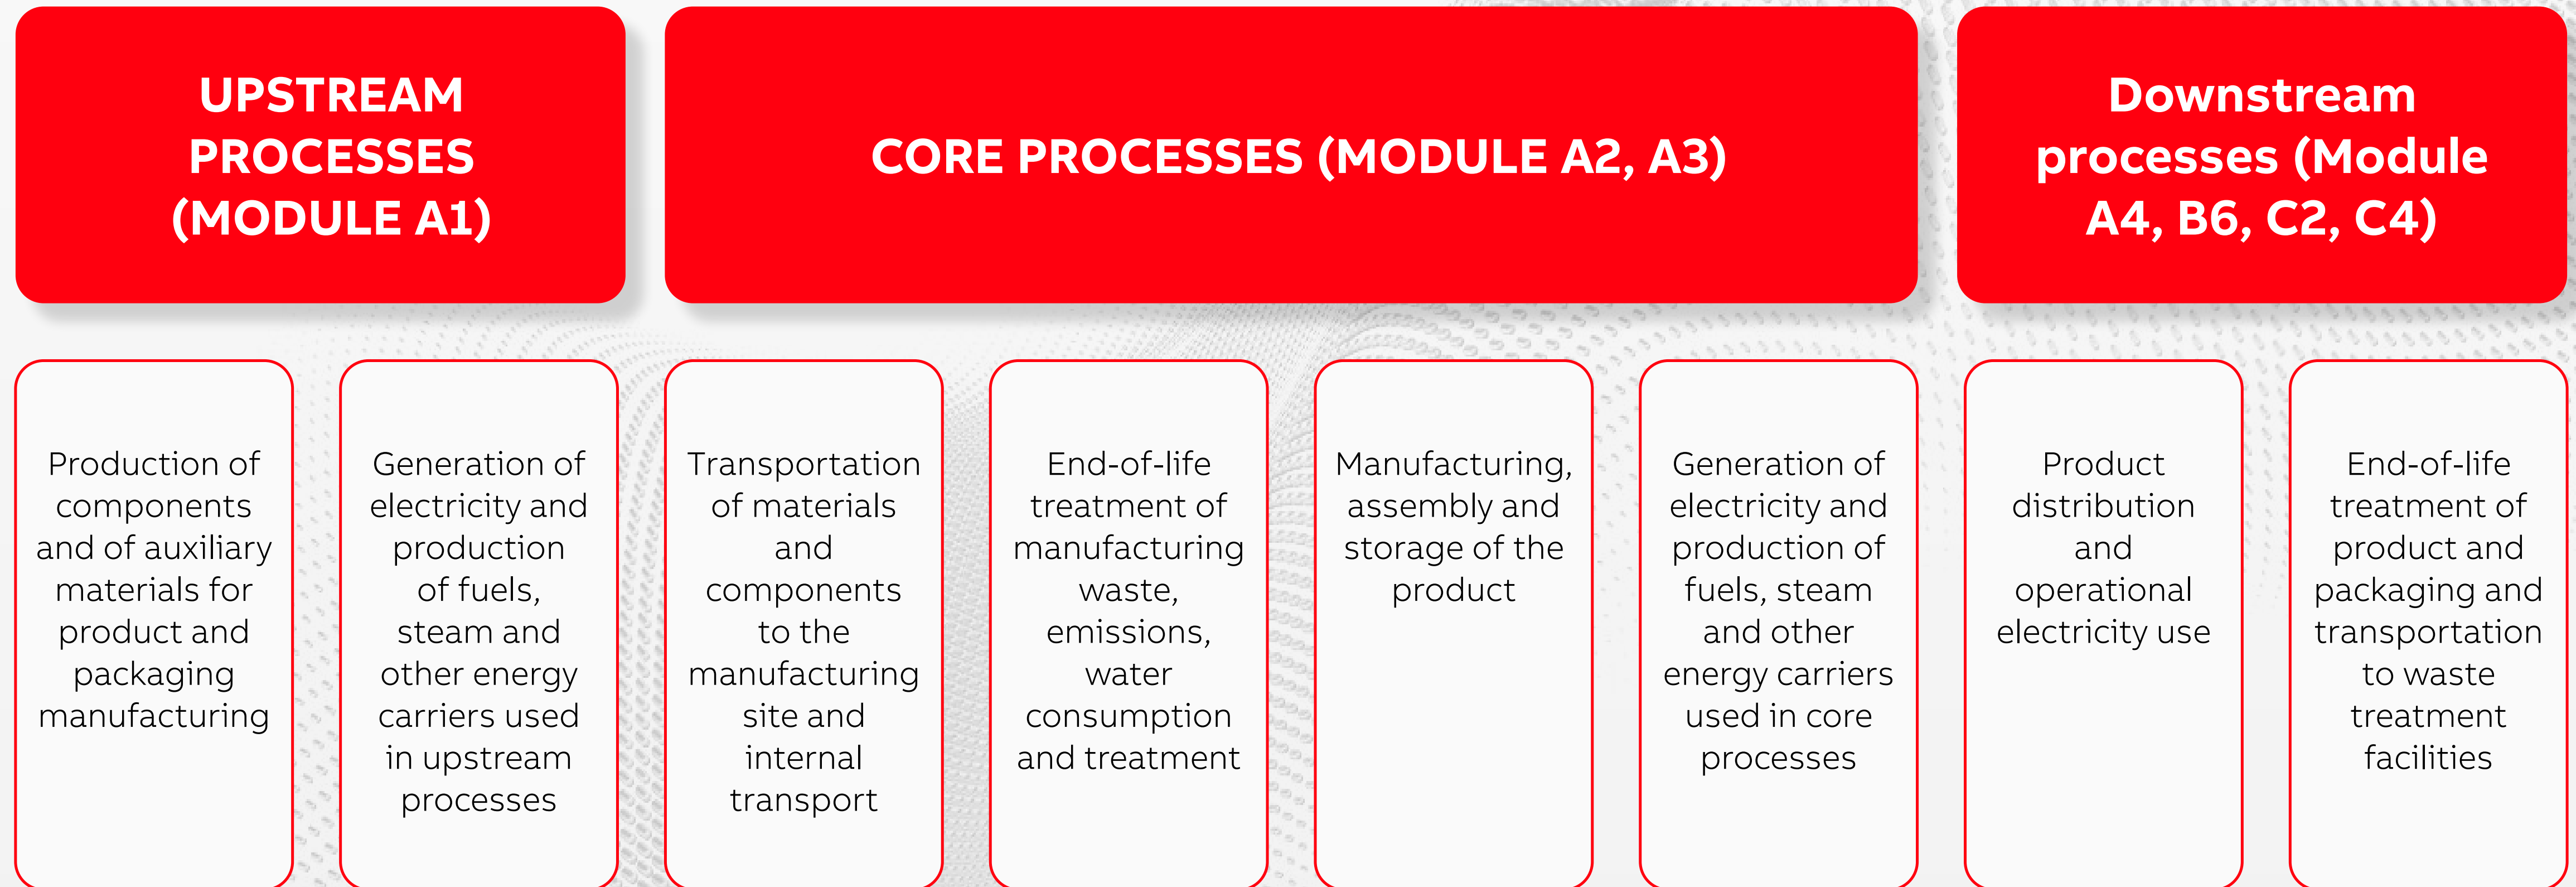 UPSTREAM
PROCESSES
(MODULE A1)
CORE PROCESSES (MODULE A2, A3)
Downstream
processes (Module
A4, B6, C2, C4)
Production of
components
and of auxiliary
materials for
product and
packaging
manufacturing
Generation of
electricity and
production
of fuels,
steam and
other energy
carriers used
in upstream
processes
Transportation
of materials
and
components
to the
manufacturing
site and
internal
transport
End-of-life
treatment of
manufacturing
waste,
emissions,
water
consumption
and treatment
Manufacturing,
assembly and
storage of the
product
Generation of
electricity and
production of
fuels, steam
and other
energy carriers
used in core
processes
Product
distribution
and
operational
electricity use
End-of-life
treatment of
product and
packaging and
transportation
to waste
treatment
facilities